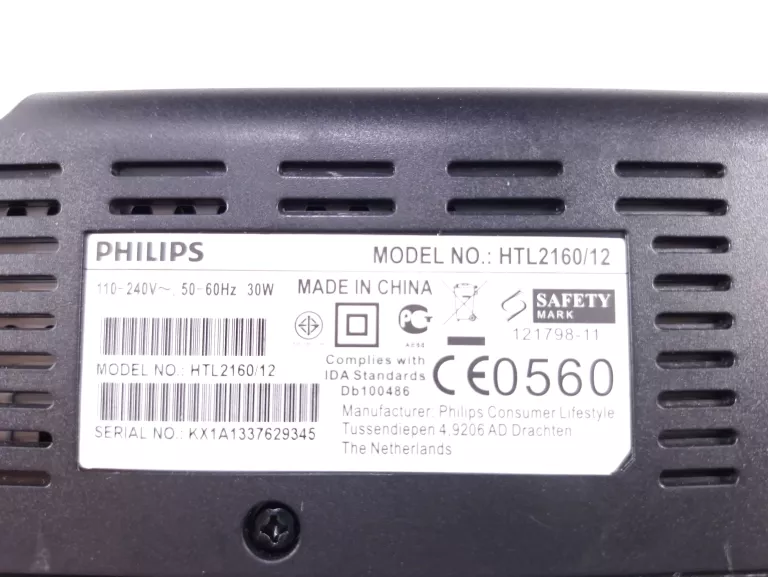 PHILIPS
MODEL NO.: HTL2160/12
110-240V~, 50-60Hz 30W
MADE IN CHINA
SAFETY
MARK
121798-11
MODEL NO.: HTL2160/12
Complies with
IDA Standards
Db100486
CE0560
SERIAL NO.: KX1A1337629345
Manufacturer: Philips Consumer Lifestyle
Tussendiepen 4,9206 AD Drachten
The Netherlands